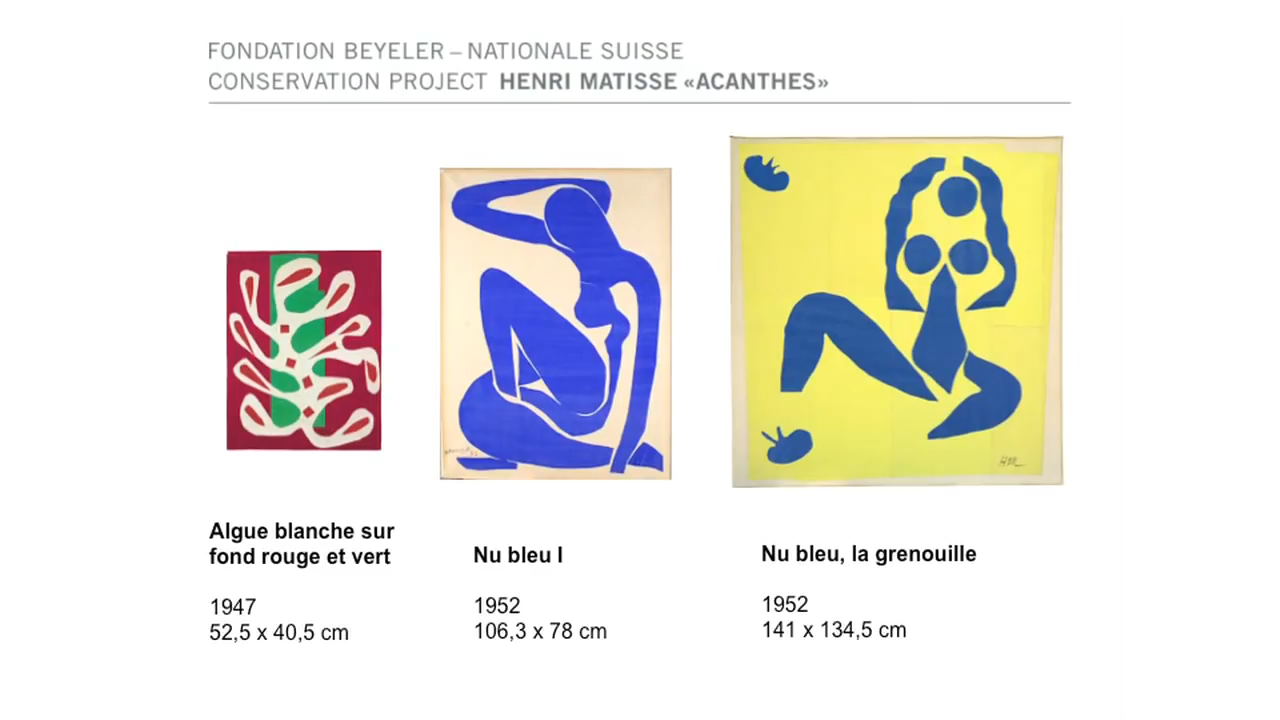 FONDATION BEYELER – NATIONALE SUISSE
CONSERVATION PROJECT HENRI MATISSE «ACANTHES»
Algue blanche sur
fond rouge et vert
1947
52,5 x 40,5 cm
Nu bleu I
1952
106,3 x 78 cm
Nu bleu, la grenouille
1952
141 x 134,5 cm